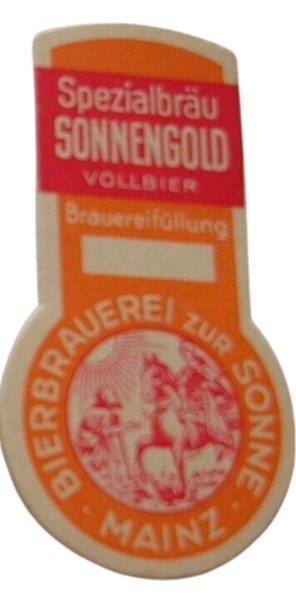 Spezialbräu
SONNENGOLD
VOLLBIER
Brauereifüllung
· BIERBRAUEREI ZUR SONNE ·
MAINZ